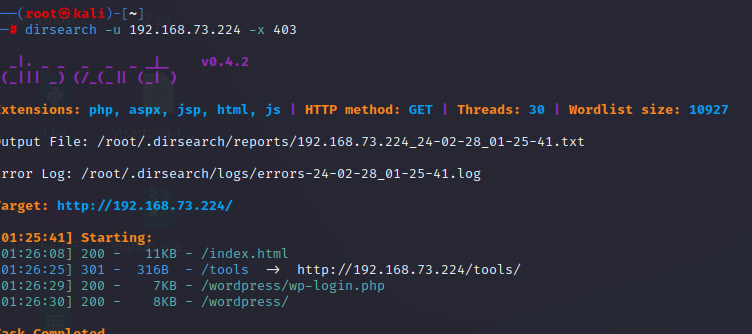 ──(root㉿kali)-[~]
─# dirsearch -u 192.168.73.224 -x 403
v0.4.2
xtensions: php, aspx, jsp, html, js | HTTP method: GET | Threads: 30 | Wordlist size: 10927
utput File: /root/.dirsearch/reports/192.168.73.224_24-02-28_01-25-41.txt
rror Log: /root/.dirsearch/logs/errors-24-02-28_01-25-41.log
arget: http://192.168.73.224/
01:25:41] Starting:
01:26:08] 200 -   11KB - /index.html
01:26:25] 301 -  316B  - /tools  ->  http://192.168.73.224/tools/
01:26:29] 200 -    7KB - /wordpress/wp-login.php
01:26:30] 200 -    8KB - /wordpress/
ask Completed